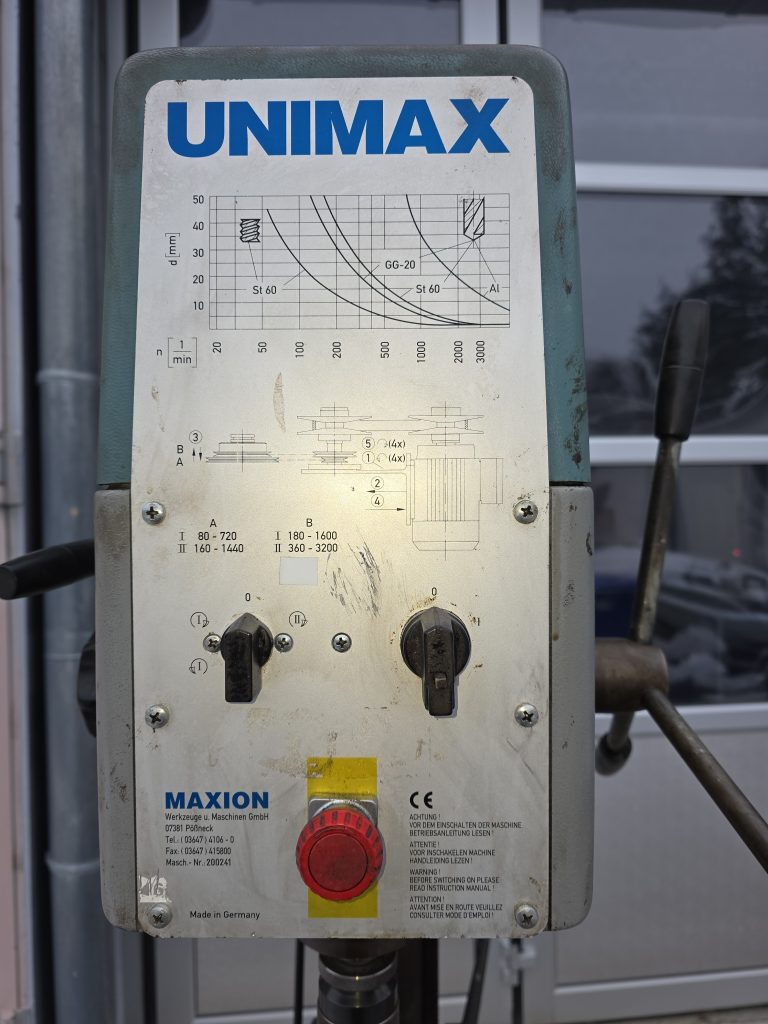 UNIMAX
50
40
30
20
10
d [mm]
St 60
GG-20
St 60
Al
n [1/min]
20
50
100
200
500
1000
2000
3000
3
B
A
5 (4x)
1 (4x)
2
4
A
B
I 80 - 720
I 180 - 1600
II 160 - 1440
II 360 - 3200
0
0
I
II
I
MAXION
Werkzeuge u. Maschinen GmbH
07381 Pößneck
Tel.: ( 03647 ) 4106 - 0
Fax: ( 03647 ) 415800
Masch.- Nr.: 200241
Made in Germany
CE
ACHTUNG !
VOR DEM EINSCHALTEN DER MASCHINE
BETRIEBSANLEITUNG LESEN !
ATTENTIE !
VOOR INSCHAKELEN MACHINE
HANDLEIDING LEZEN !
WARNING !
BEFORE SWITCHING ON PLEASE
READ INSTRUCTION MANUAL !
ATTENTION !
AVANT MISE EN ROUTE VEUILLEZ
CONSULTER MODE D'EMPLOI !